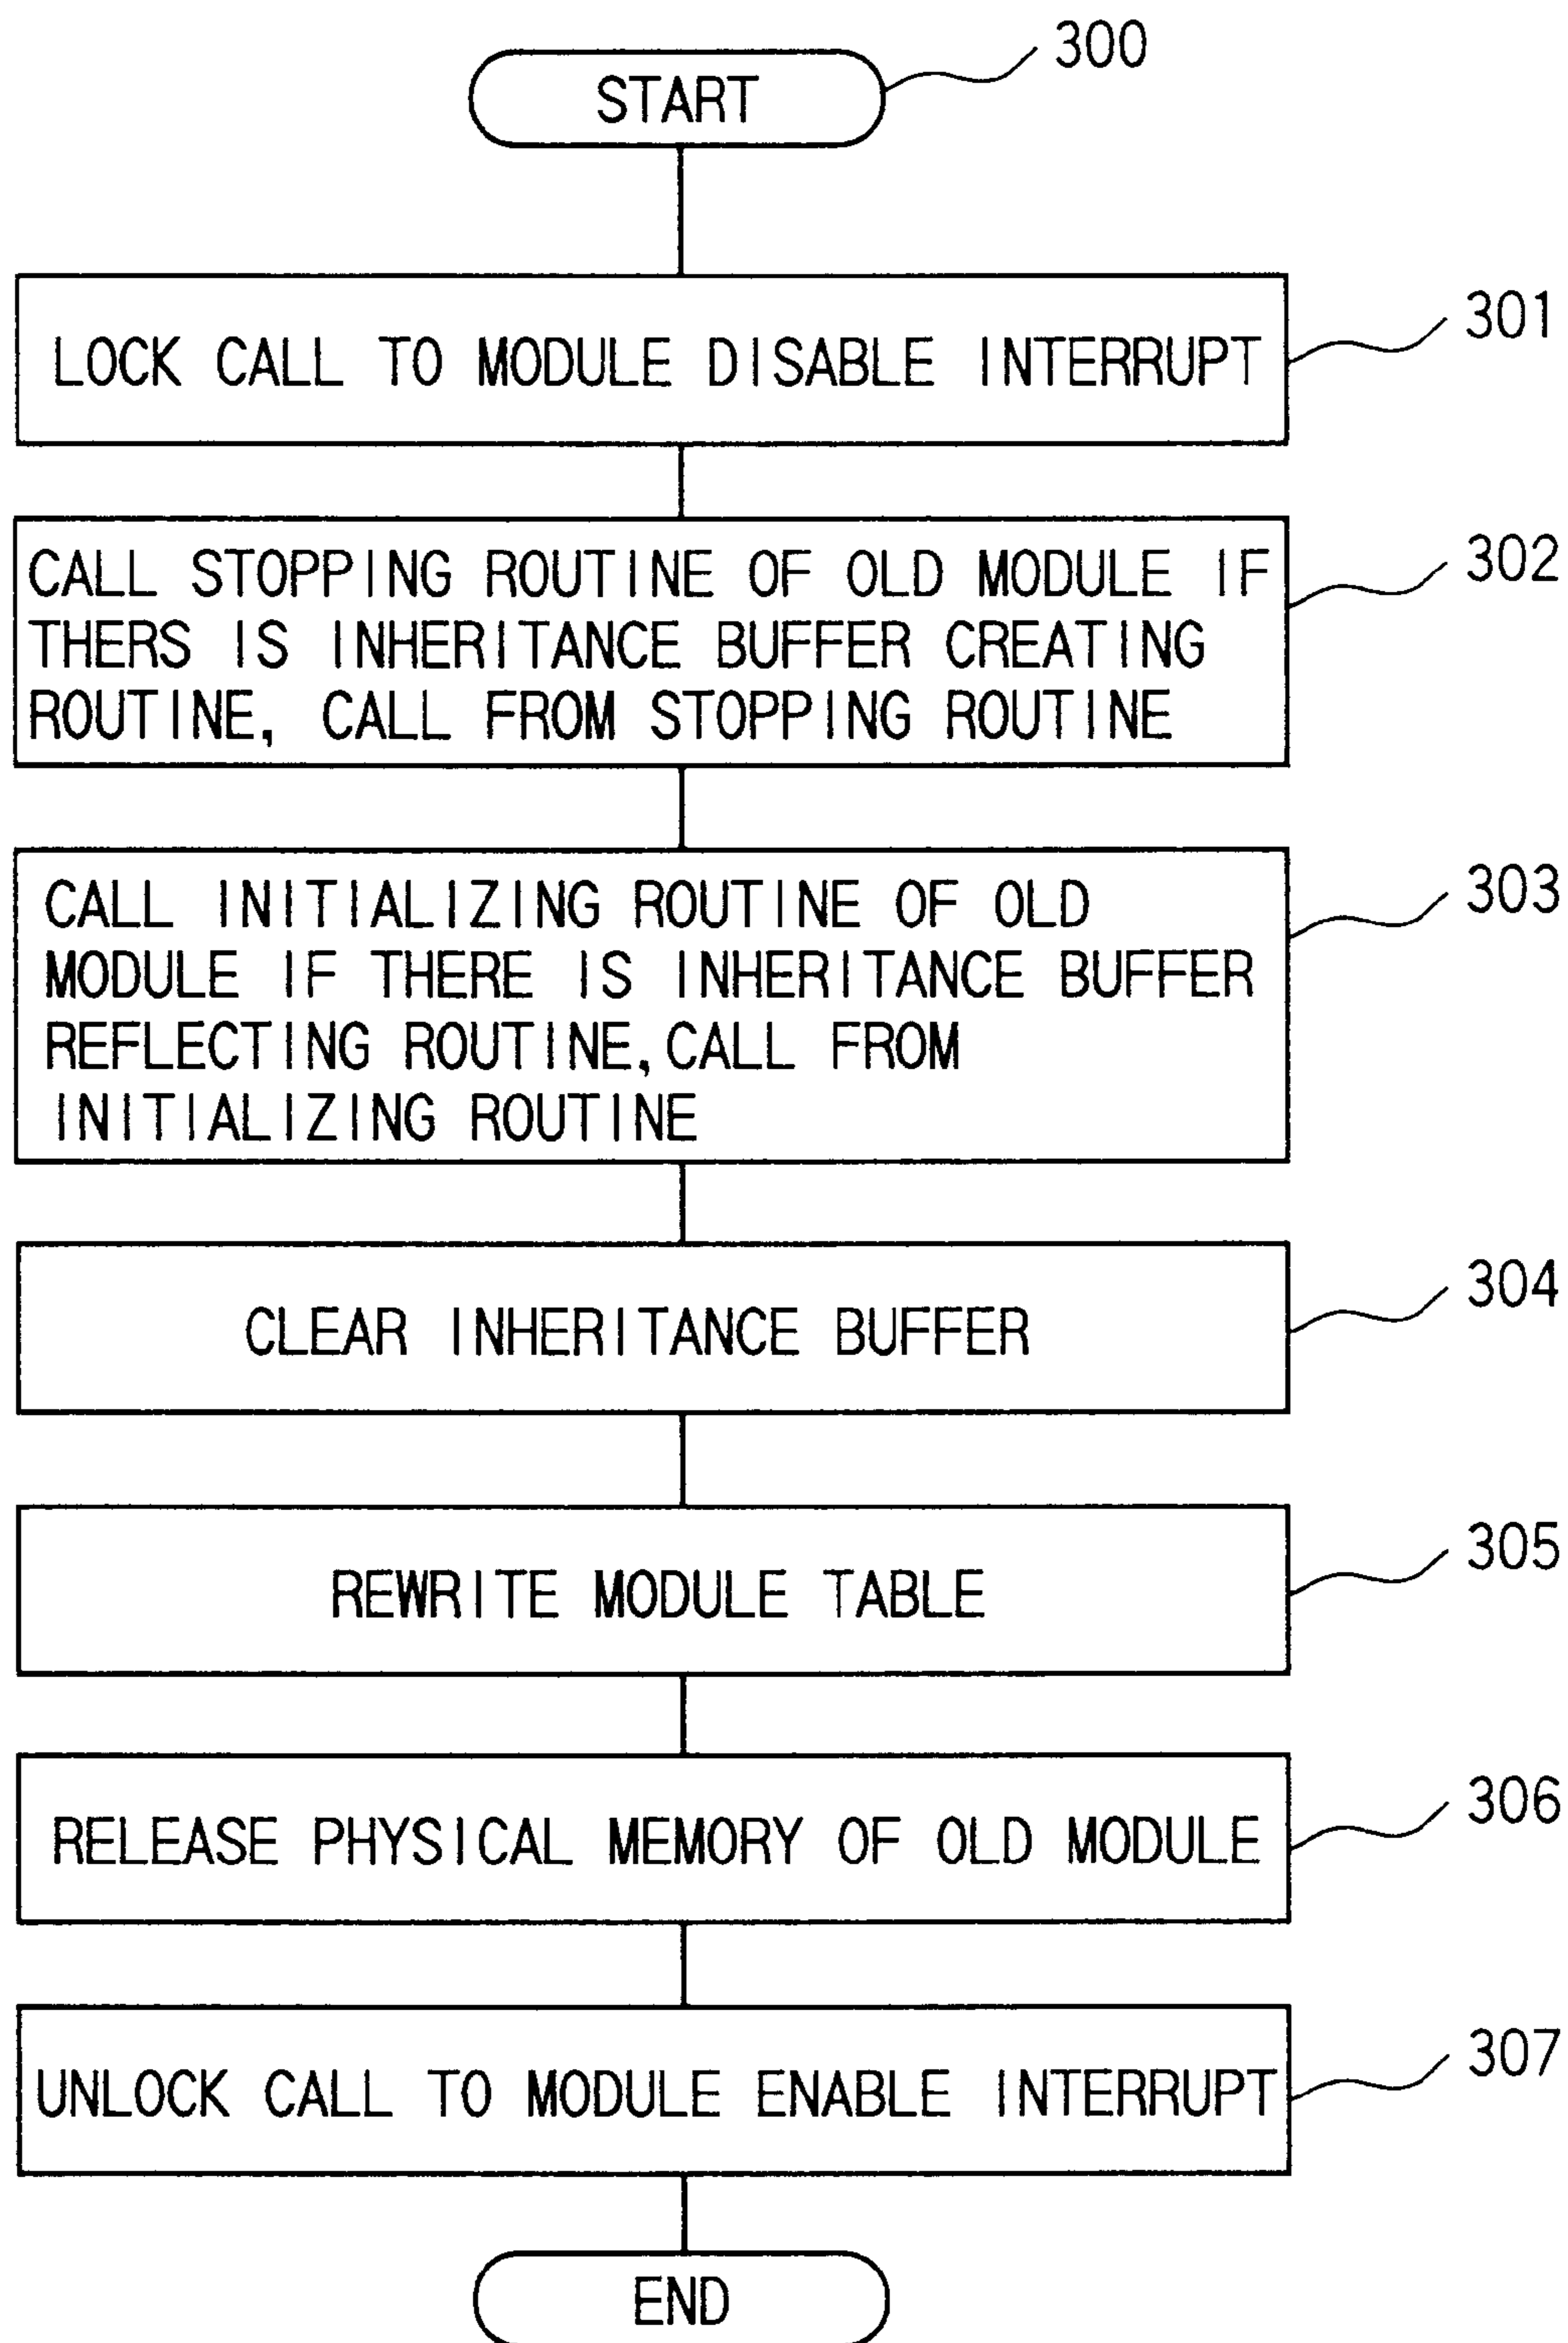 300
START
301
LOCK CALL TO MODULE DISABLE INTERRUPT
302
CALL STOPPING ROUTINE OF OLD MODULE IF
THERS IS INHERITANCE BUFFER CREATING
ROUTINE, CALL FROM STOPPING ROUTINE
303
CALL INITIALIZING ROUTINE OF OLD
MODULE IF THERE IS INHERITANCE BUFFER
REFLECTING ROUTINE, CALL FROM
INITIALIZING ROUTINE
304
CLEAR INHERITANCE BUFFER
305
REWRITE MODULE TABLE
306
RELEASE PHYSICAL MEMORY OF OLD MODULE
307
UNLOCK CALL TO MODULE ENABLE INTERRUPT
END